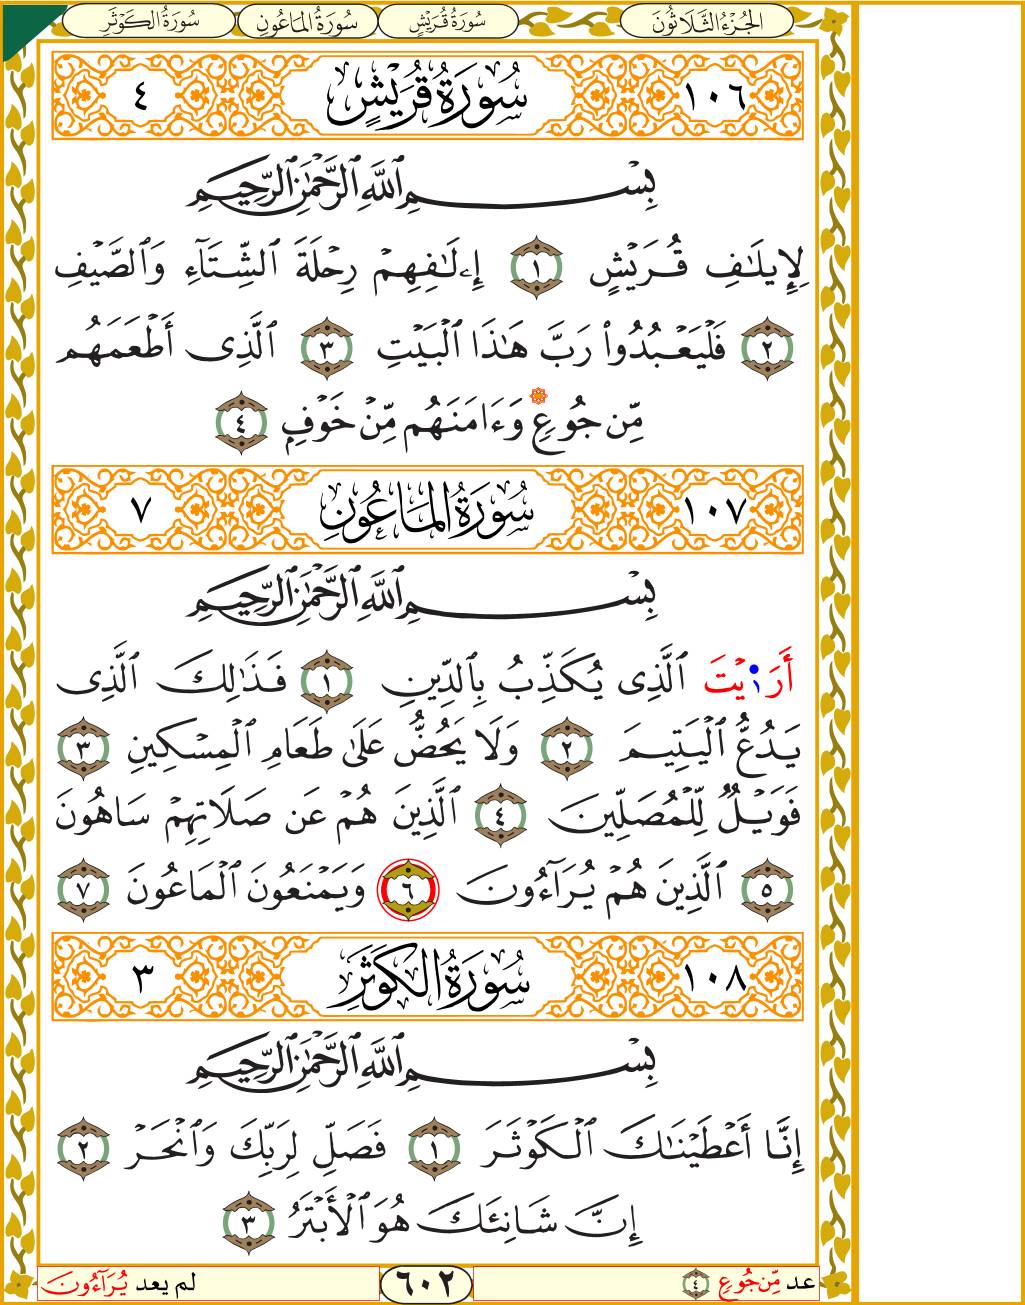 الجُزْءُ الثَّلَاثُونَ سُورَةُ قُرَيْشٍ سُورَةُ المَاعُونِ سُورَةُ الكَوْثَرِ
١٠٦ سُورَةُ قُرَيْشٍ ٤
بِسْمِ ٱللَّهِ ٱلرَّحْمَٰنِ ٱلرَّحِيمِ
لِإِيلَٰفِ قُرَيْشٍ ١ إِۦلَٰفِهِمْ رِحْلَةَ ٱلشِّتَآءِ وَٱلصَّيْفِ
٢ فَلْيَعْبُدُوا۟ رَبَّ هَٰذَا ٱلْبَيْتِ ٣ ٱلَّذِى أَطْعَمَهُم
مِّن جُوعٍ وَءَامَنَهُم مِّنْ خَوْفٍ ٤
١٠٧ سُورَةُ المَاعُونِ ٧
بِسْمِ ٱللَّهِ ٱلرَّحْمَٰنِ ٱلرَّحِيمِ
أَرَا۬يْتَ ٱلَّذِى يُكَذِّبُ بِٱلدِّينِ ١ فَذَٰلِكَ ٱلَّذِى
يَدُعُّ ٱلْيَتِيمَ ٢ وَلَا يَحُضُّ عَلَىٰ طَعَامِ ٱلْمِسْكِينِ ٣
فَوَيْلٌ لِّلْمُصَلِّينَ ٤ ٱلَّذِينَ هُمْ عَن صَلَاتِهِمْ سَاهُونَ
٥ ٱلَّذِينَ هُمْ يُرَآءُونَ ٦ وَيَمْنَعُونَ ٱلْمَاعُونَ ٧
١٠٨ سُورَةُ الكَوْثَرِ ٣
بِسْمِ ٱللَّهِ ٱلرَّحْمَٰنِ ٱلرَّحِيمِ
إِنَّا أَعْطَيْنَٰكَ ٱلْكَوْثَرَ ١ فَصَلِّ لِرَبِّكَ وَٱنْحَرْ ٢
إِنَّ شَانِئَكَ هُوَ ٱلْأَبْتَرُ ٣
عد مِّن جُوعٍ ٤ ٦٠٢ لم يعد يُرَآءُونَ